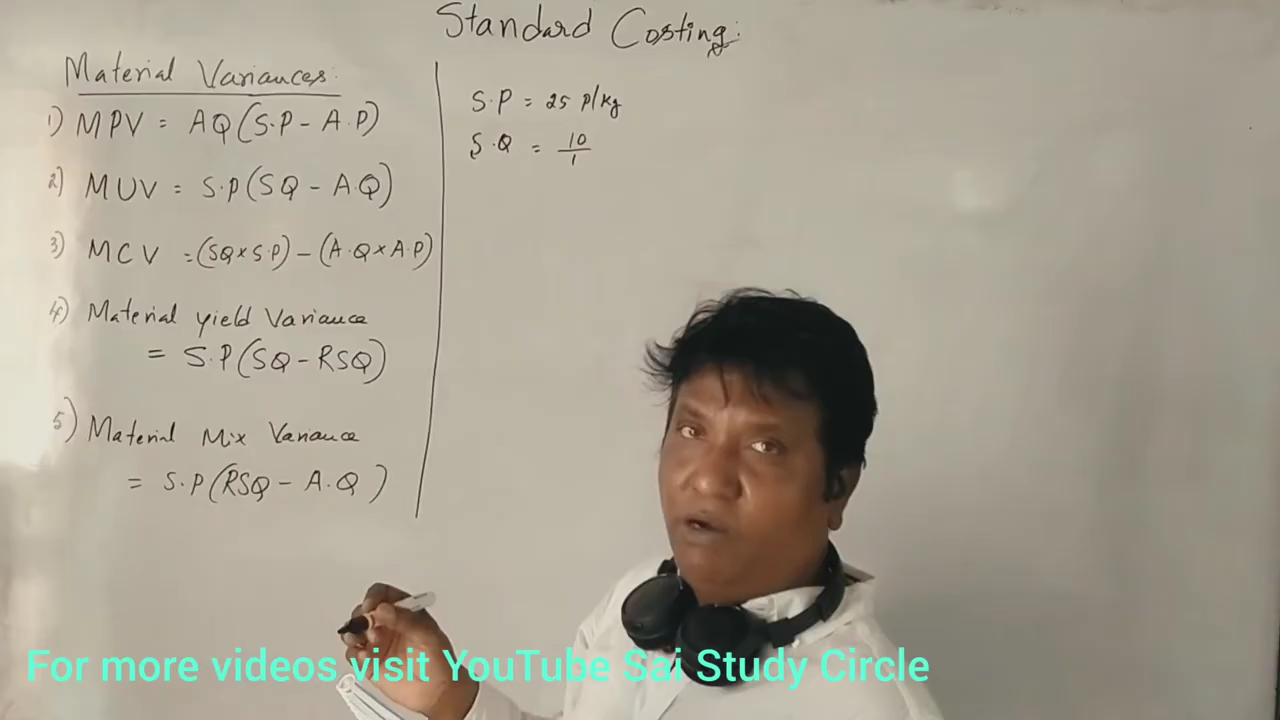 Standard Costing:
Material Variances:
1) MPV = AQ(S.P - A.P)
2) MUV = S.P(SQ - A.Q)
3) MCV = (SQ×S.P) - (A.Q×A.P)
4) Material yield Variance
= S.P(SQ - RSQ)
5) Material Mix Variance
= S.P(RSQ - A.Q)
S.P = 25 P/kg
S.Q = 10/1
For more videos visit YouTube Sai Study Circle